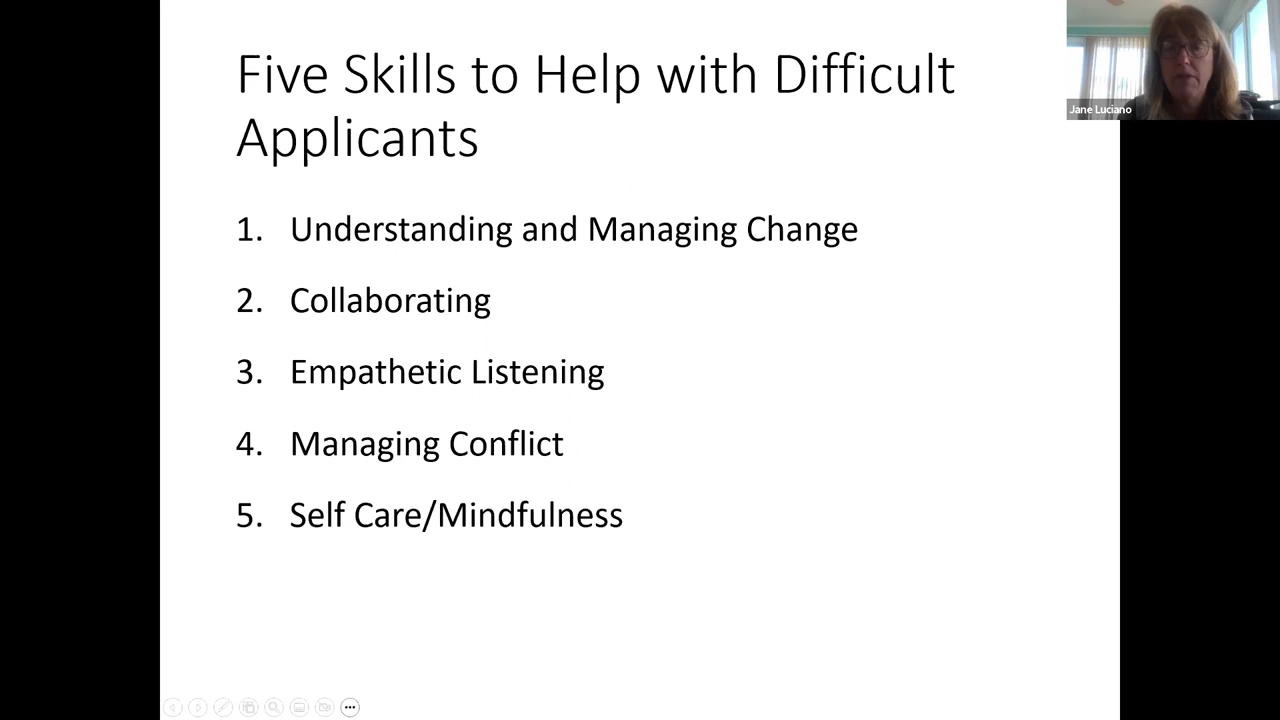 Five Skills to Help with Difficult
Applicants
1. Understanding and Managing Change
2. Collaborating
3. Empathetic Listening
4. Managing Conflict
5. Self Care/Mindfulness
Jane Luciano